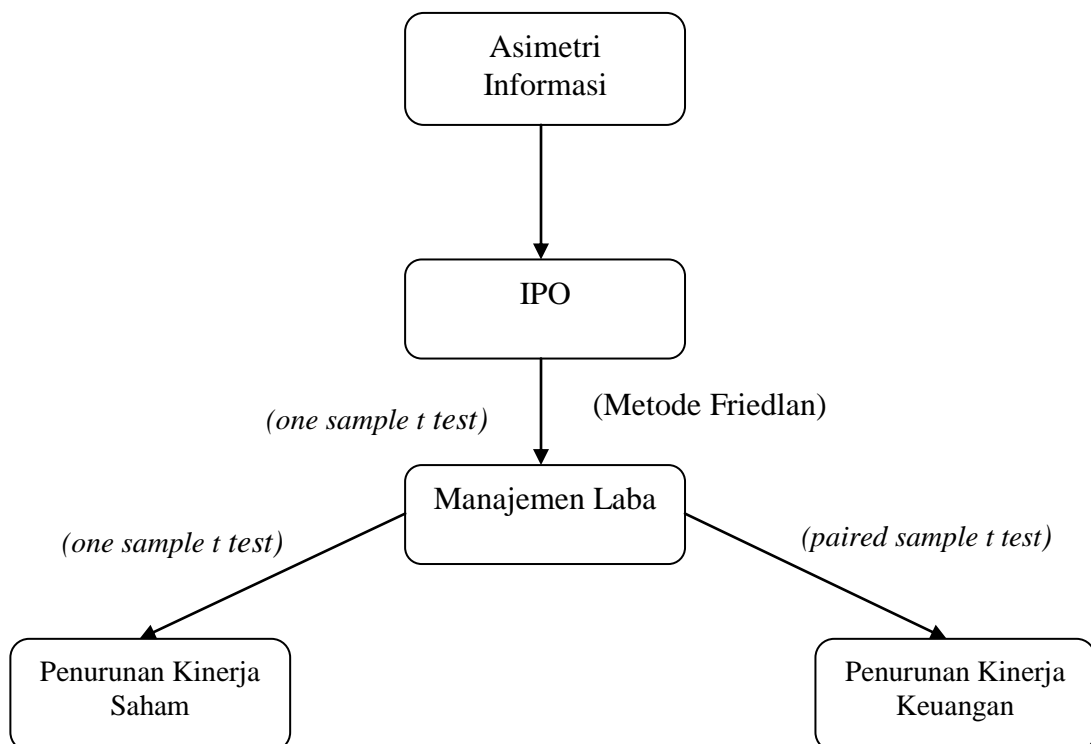 Asimetri
Informasi
IPO
(one sample t test)
(Metode Friedlan)
Manajemen Laba
(one sample t test)
(paired sample t test)
Penurunan Kinerja
Saham
Penurunan Kinerja
Keuangan